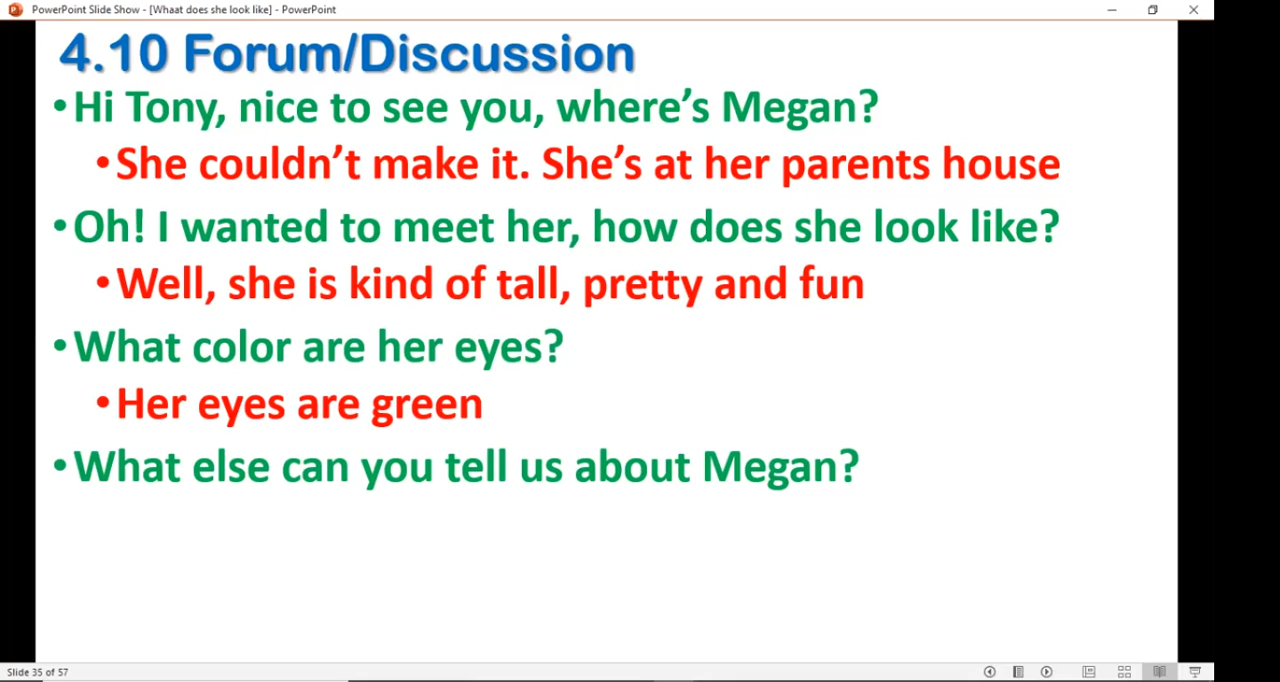 PowerPoint Slide Show - [Whaat does she look like] - PowerPoint
4.10 Forum/Discussion
•Hi Tony, nice to see you, where’s Megan?
•She couldn’t make it. She’s at her parents house
•Oh! I wanted to meet her, how does she look like?
•Well, she is kind of tall, pretty and fun
•What color are her eyes?
•Her eyes are green
•What else can you tell us about Megan?
Slide 35 of 57